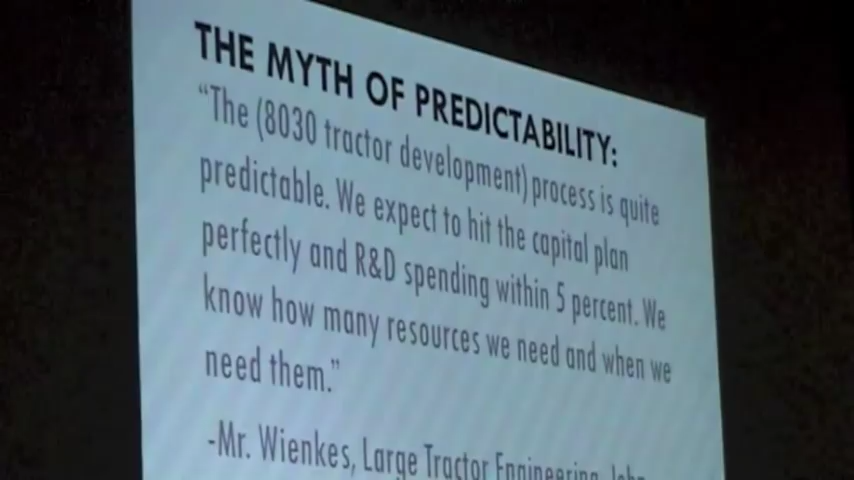 THE MYTH OF PREDICTABILITY:
“The (8030 tractor development) process is quite
predictable. We expect to hit the capital plan
perfectly and R&D spending within 5 percent. We
know how many resources we need and when we
need them.”
-Mr. Wienkes, Large Tractor Engineering, John